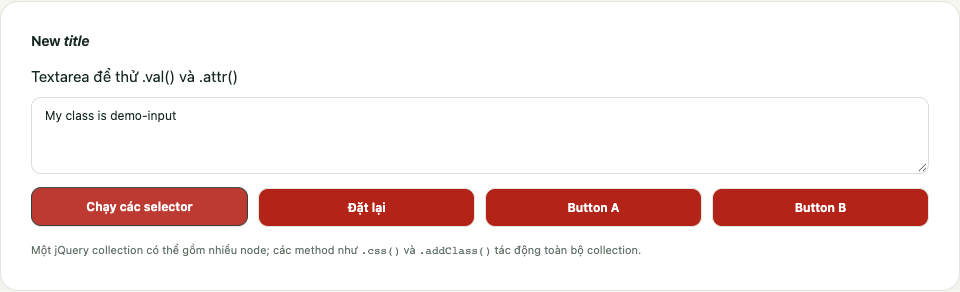 New title
Textarea để thử .val() và .attr()
My class is demo-input
Chạy các selector
Đặt lại
Button A
Button B
Một jQuery collection có thể gồm nhiều node; các method như .css() và .addClass() tác động toàn bộ collection.